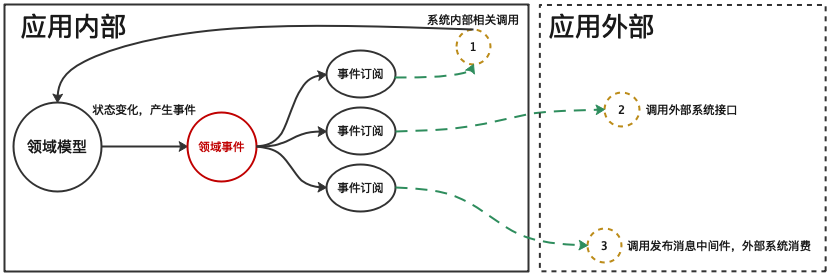 应用内部
系统内部相关调用
应用外部
1
事件订阅
状态变化，产生事件
2
调用外部系统接口
事件订阅
领域模型
领域事件
事件订阅
3
调用发布消息中间件，外部系统消费